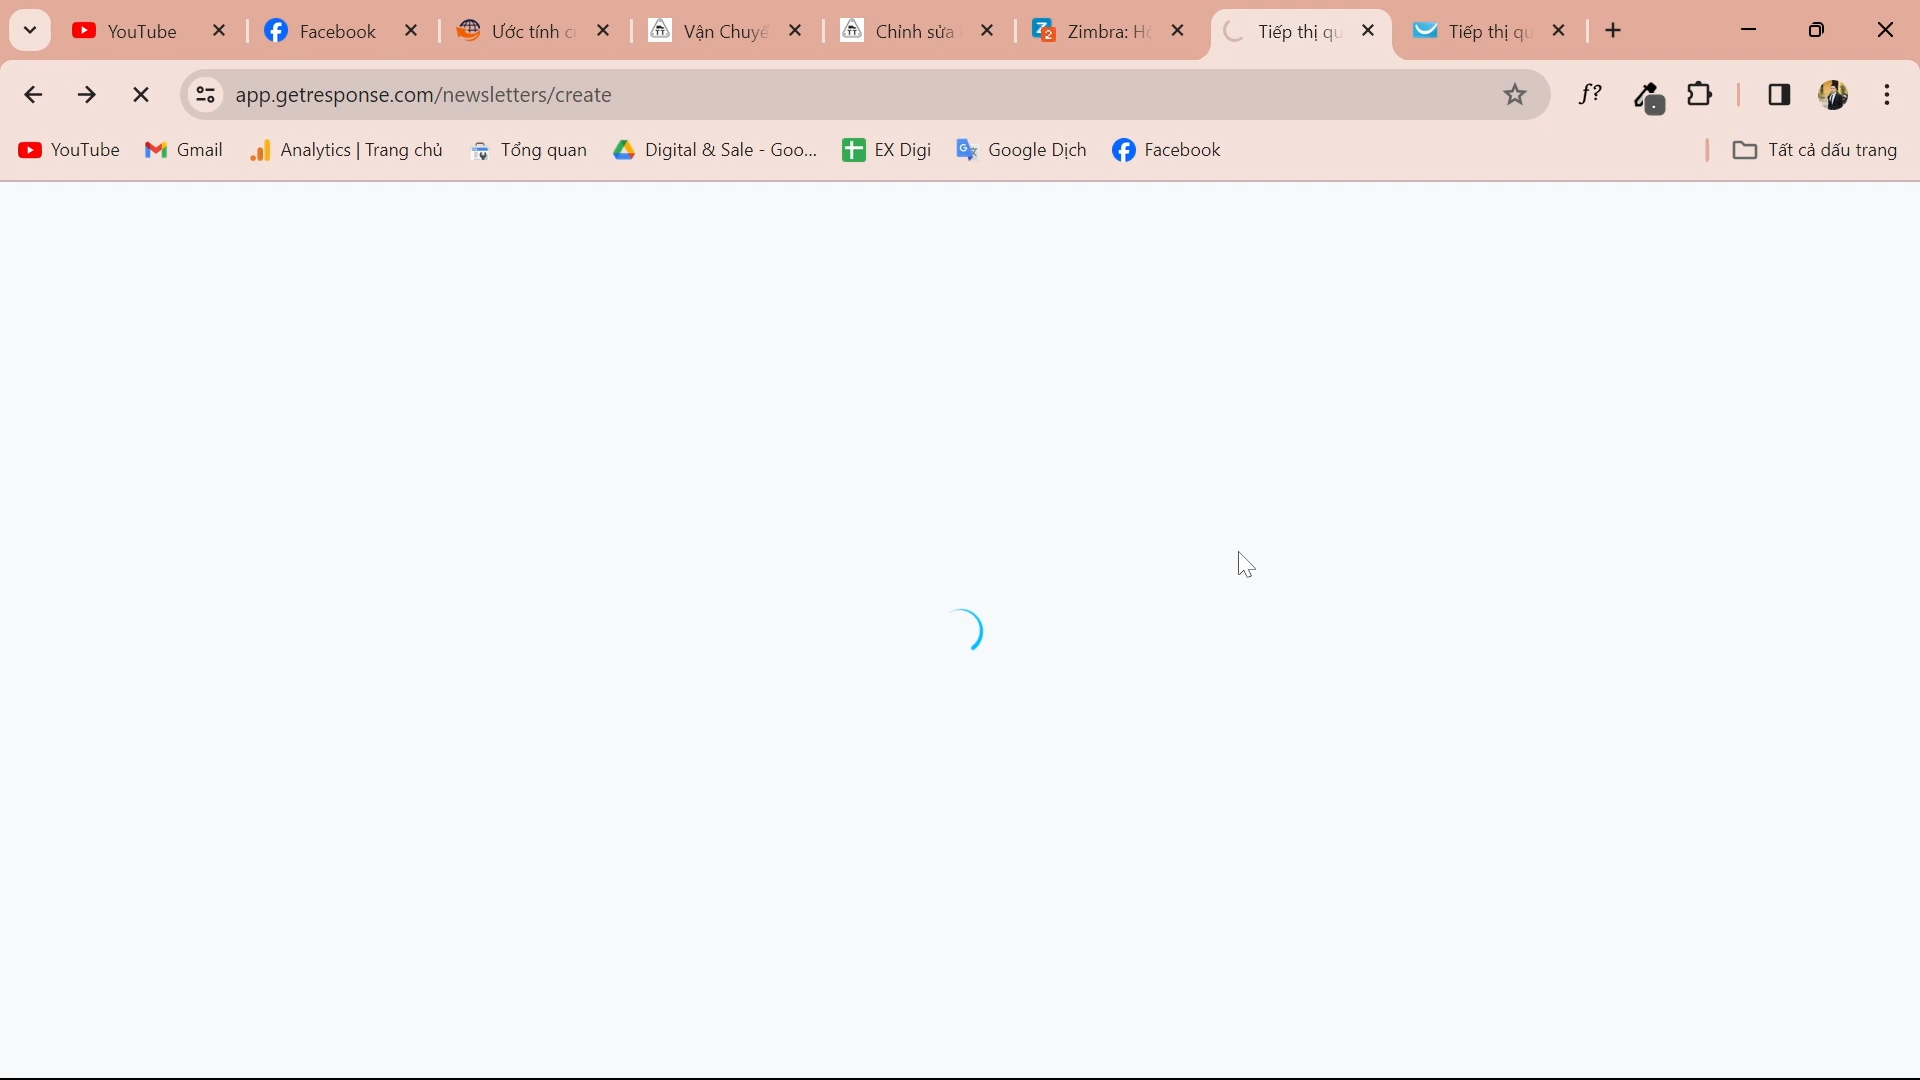 YouTube
Facebook
Ước tính
Vận Chuyể
Chỉnh sửa
Zimbra:
Tiếp thị qu
Tiếp thị qu
app.getresponse.com/newsletters/create
f?
YouTube
Gmail
Analytics | Trang chủ
Tổng quan
Digital & Sale - Goo...
EX Digi
Google Dịch
Facebook
Tất cả dấu trang